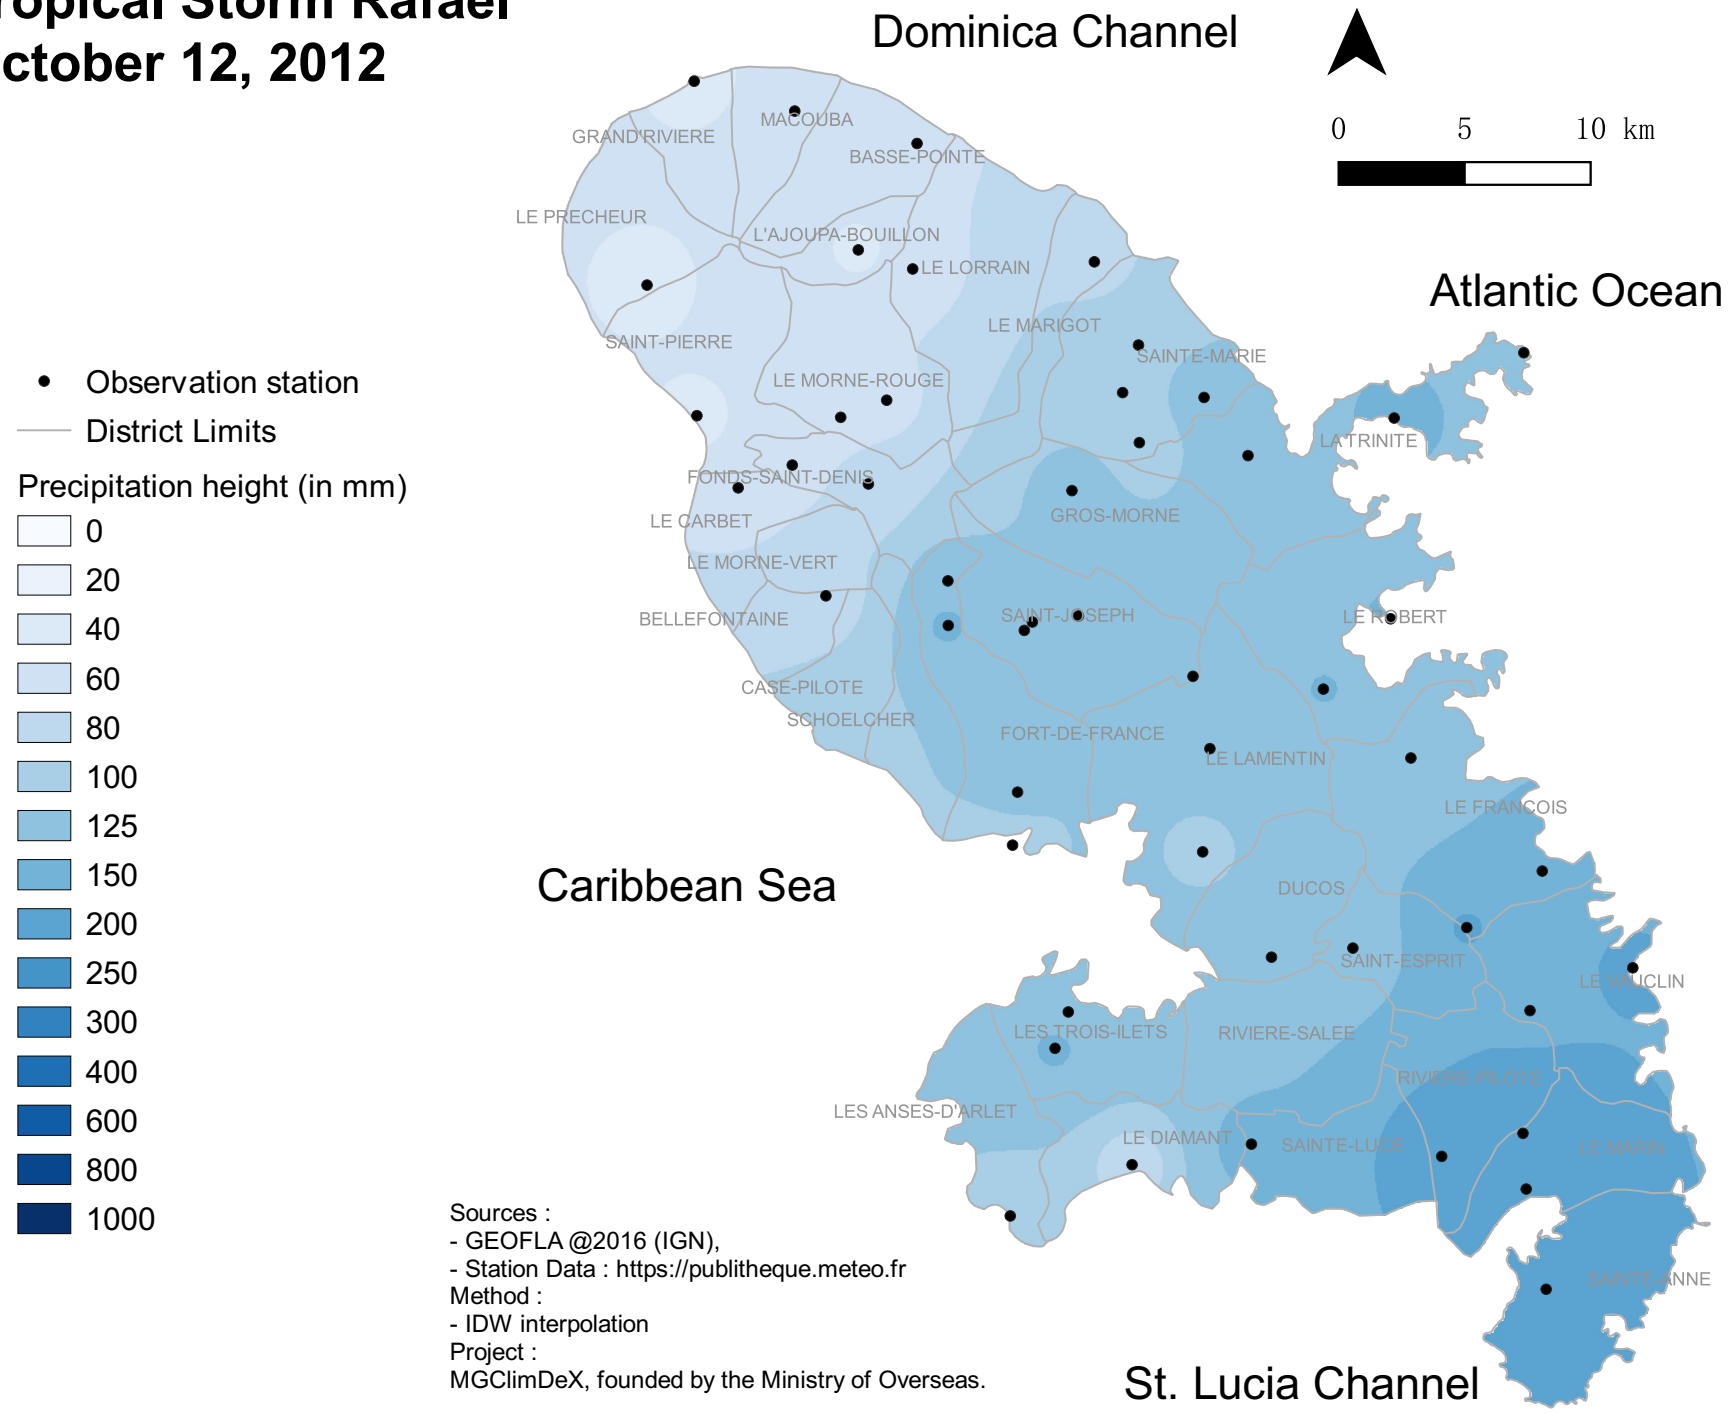 ropical Storm Rafael
ctober 12, 2012
Dominica Channel
0 5 10 km
MACOUBA
GRAND'RIVIERE
BASSE-POINTE
LE PRECHEUR
L'AJOUPA-BOUILLON
LE LORRAIN
Atlantic Ocean
LE MARIGOT
SAINT-PIERRE
SAINTE-MARIE
LE MORNE-ROUGE
LA TRINITE
FONDS-SAINT-DENIS
GROS-MORNE
LE CARBET
LE MORNE-VERT
SAINT-JOSEPH
LE ROBERT
BELLEFONTAINE
CASE-PILOTE
SCHOELCHER
FORT-DE-FRANCE
LE LAMENTIN
LE FRANCOIS
Caribbean Sea
DUCOS
SAINT-ESPRIT
LE VAUCLIN
LES TROIS-ILETS
RIVIERE-SALEE
RIVIERE-PILOTE
LES ANSES-D'ARLET
LE DIAMANT
SAINTE-LUCE
LE MARIN
SAINTE-ANNE
St. Lucia Channel
Observation station
District Limits
Precipitation height (in mm)
0
20
40
60
80
100
125
150
200
250
300
400
600
800
1000
Sources :
- GEOFLA @2016 (IGN),
- Station Data : https://publitheque.meteo.fr
Method :
- IDW interpolation
Project :
MGClimDeX, founded by the Ministry of Overseas.